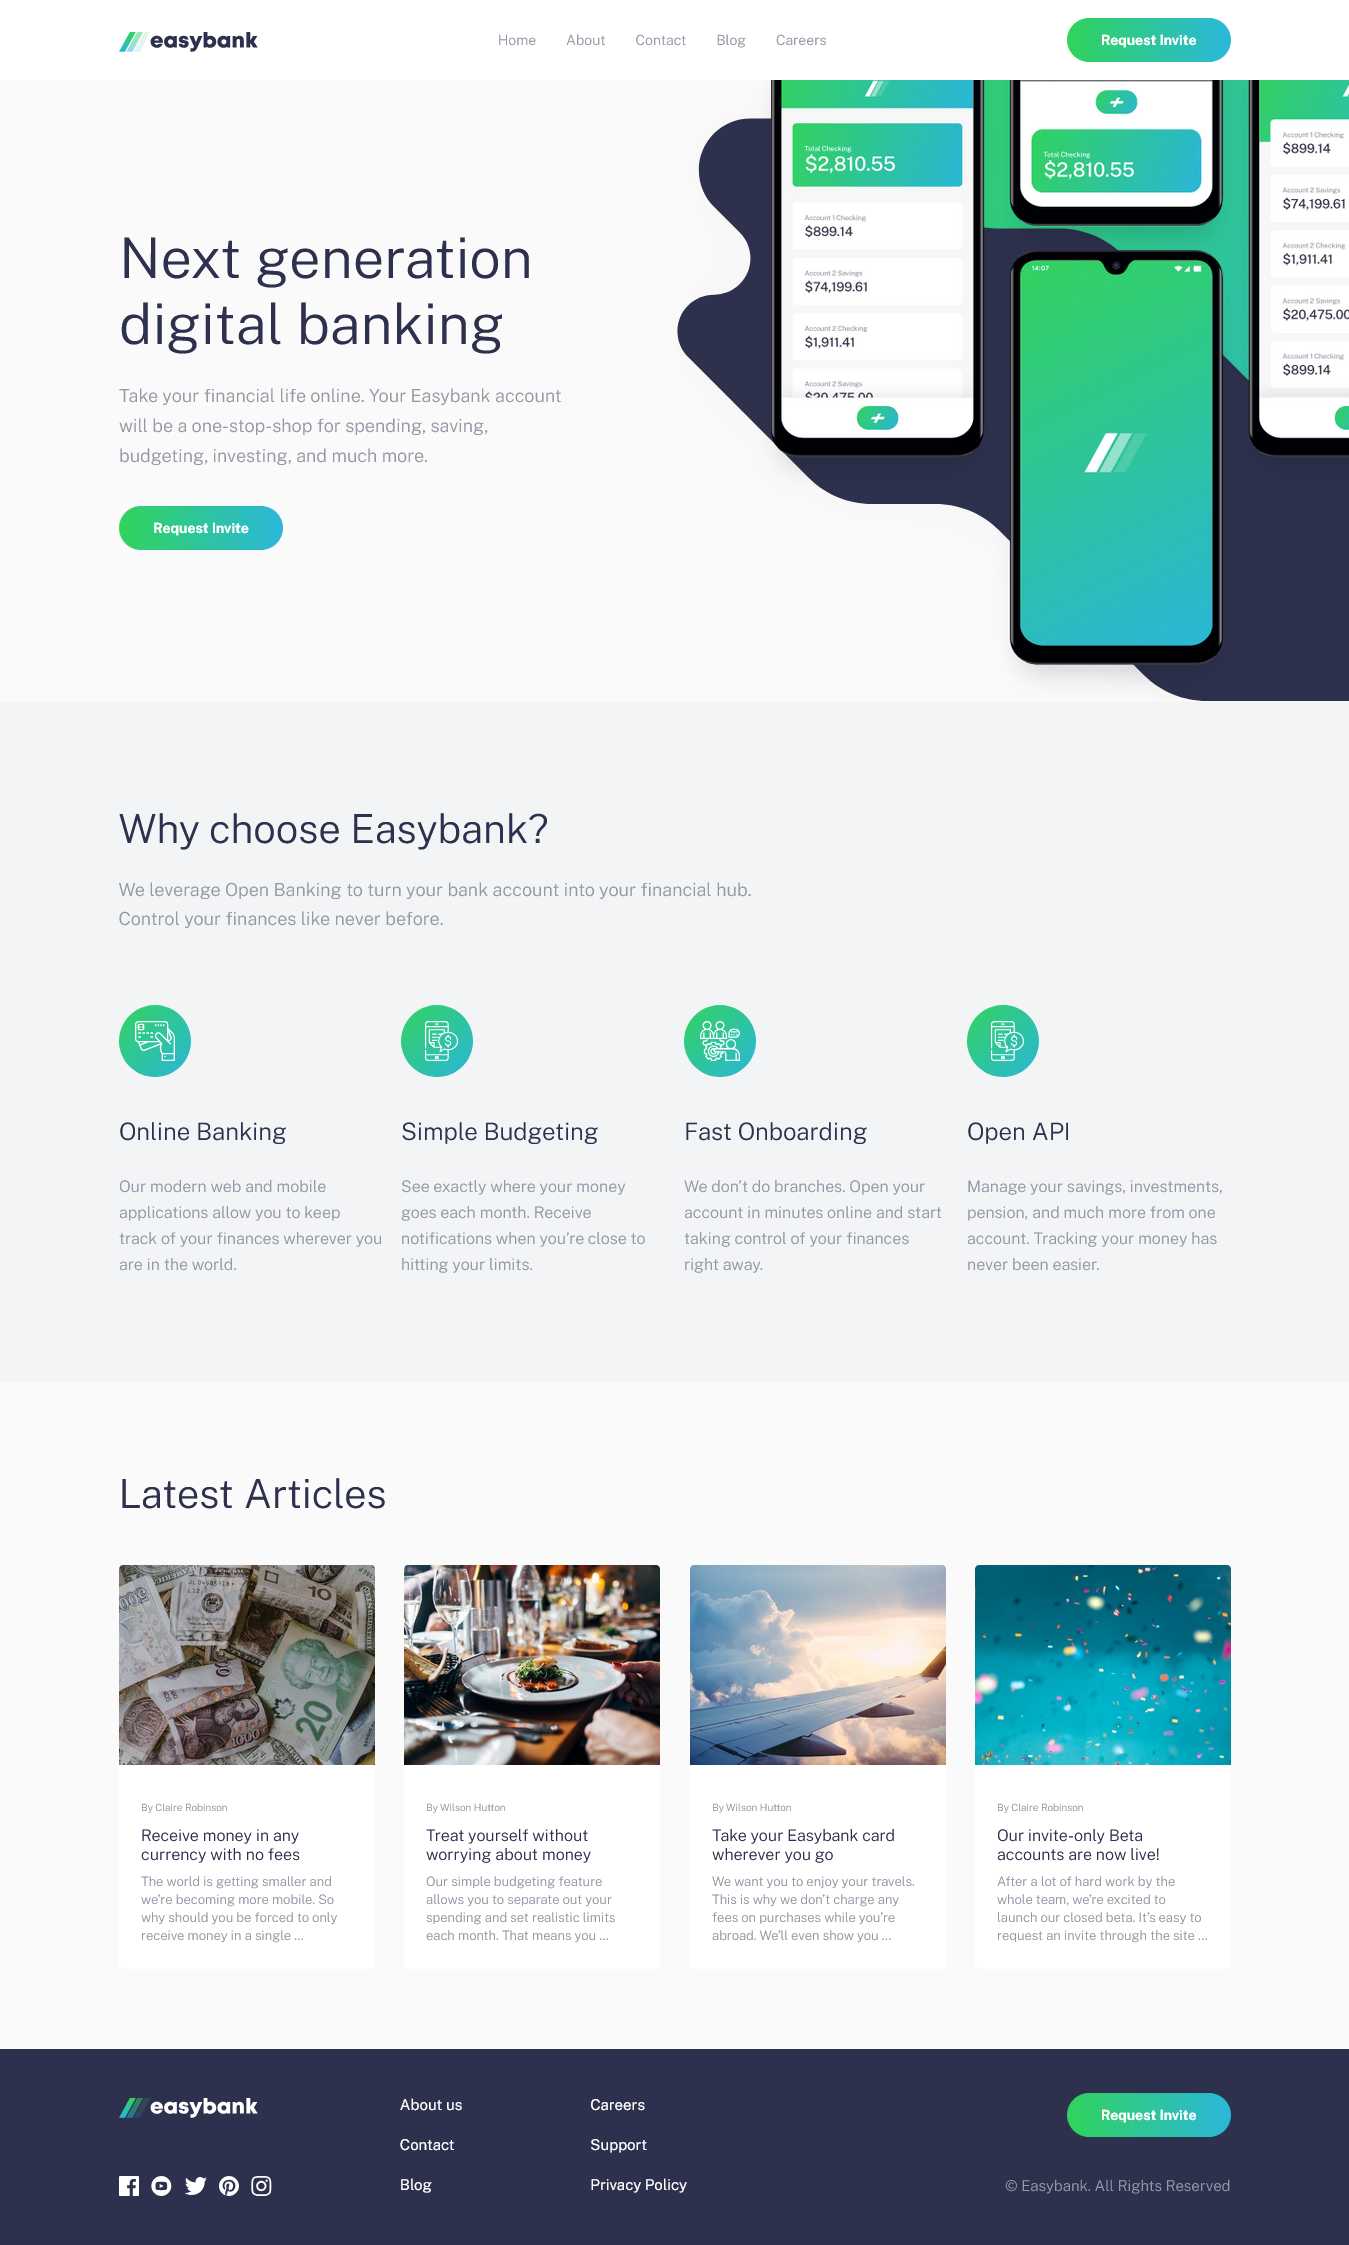 easybank
Home About Contact Blog Careers
Request Invite
Next generation
digital banking
Take your financial life online. Your Easybank account
will be a one-stop-shop for spending, saving,
budgeting, investing, and much more.
Request Invite
Total Checking
$2,810.55
Account 1 Checking
$899.14
Account 2 Savings
$74,199.61
Account 2 Checking
$1,911.41
Account 2 Savings
$20,475.00
Total Checking
$2,810.55
14:07
Account 1 Checking
$899.14
Account 2 Savings
$74,199.61
Account 2 Checking
$1,911.41
Account 2 Savings
$20,475.00
Account 1 Checking
$899.14
Why choose Easybank?
We leverage Open Banking to turn your bank account into your financial hub.
Control your finances like never before.
Online Banking
Our modern web and mobile
applications allow you to keep
track of your finances wherever you
are in the world.
Simple Budgeting
See exactly where your money
goes each month. Receive
notifications when you're close to
hitting your limits.
Fast Onboarding
We don't do branches. Open your
account in minutes online and start
taking control of your finances
right away.
Open API
Manage your savings, investments,
pension, and much more from one
account. Tracking your money has
never been easier.
Latest Articles
10
20
1000
By Claire Robinson
Receive money in any
currency with no fees
The world is getting smaller and
we're becoming more mobile. So
why should you be forced to only
receive money in a single ...
By Wilson Hutton
Treat yourself without
worrying about money
Our simple budgeting feature
allows you to separate out your
spending and set realistic limits
each month. That means you ...
By Wilson Hutton
Take your Easybank card
wherever you go
We want you to enjoy your travels.
This is why we don't charge any
fees on purchases while you're
abroad. We'll even show you ...
By Claire Robinson
Our invite-only Beta
accounts are now live!
After a lot of hard work by the
whole team, we're excited to
launch our closed beta. It's easy to
request an invite through the site ...
easybank
About us
Contact
Blog
Careers
Support
Privacy Policy
Request Invite
© Easybank. All Rights Reserved